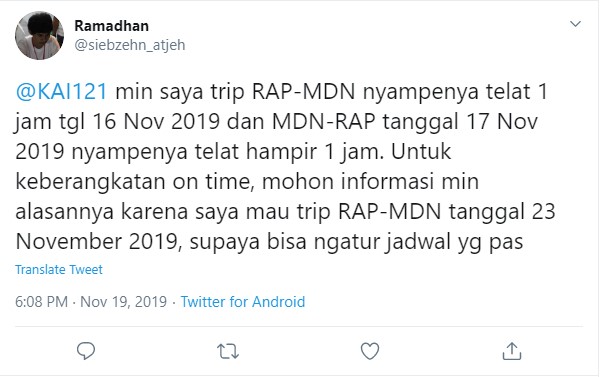 Ramadhan
@siebzehn_atjeh
@KAI121 min saya trip RAP-MDN nyampenya telat 1
jam tgl 16 Nov 2019 dan MDN-RAP tanggal 17 Nov
2019 nyampenya telat hampir 1 jam. Untuk
keberangkatan on time, mohon informasi min
alasannya karena saya mau trip RAP-MDN tanggal 23
November 2019, supaya bisa ngatur jadwal yg pas
Translate Tweet
6:08 PM · Nov 19, 2019 · Twitter for Android